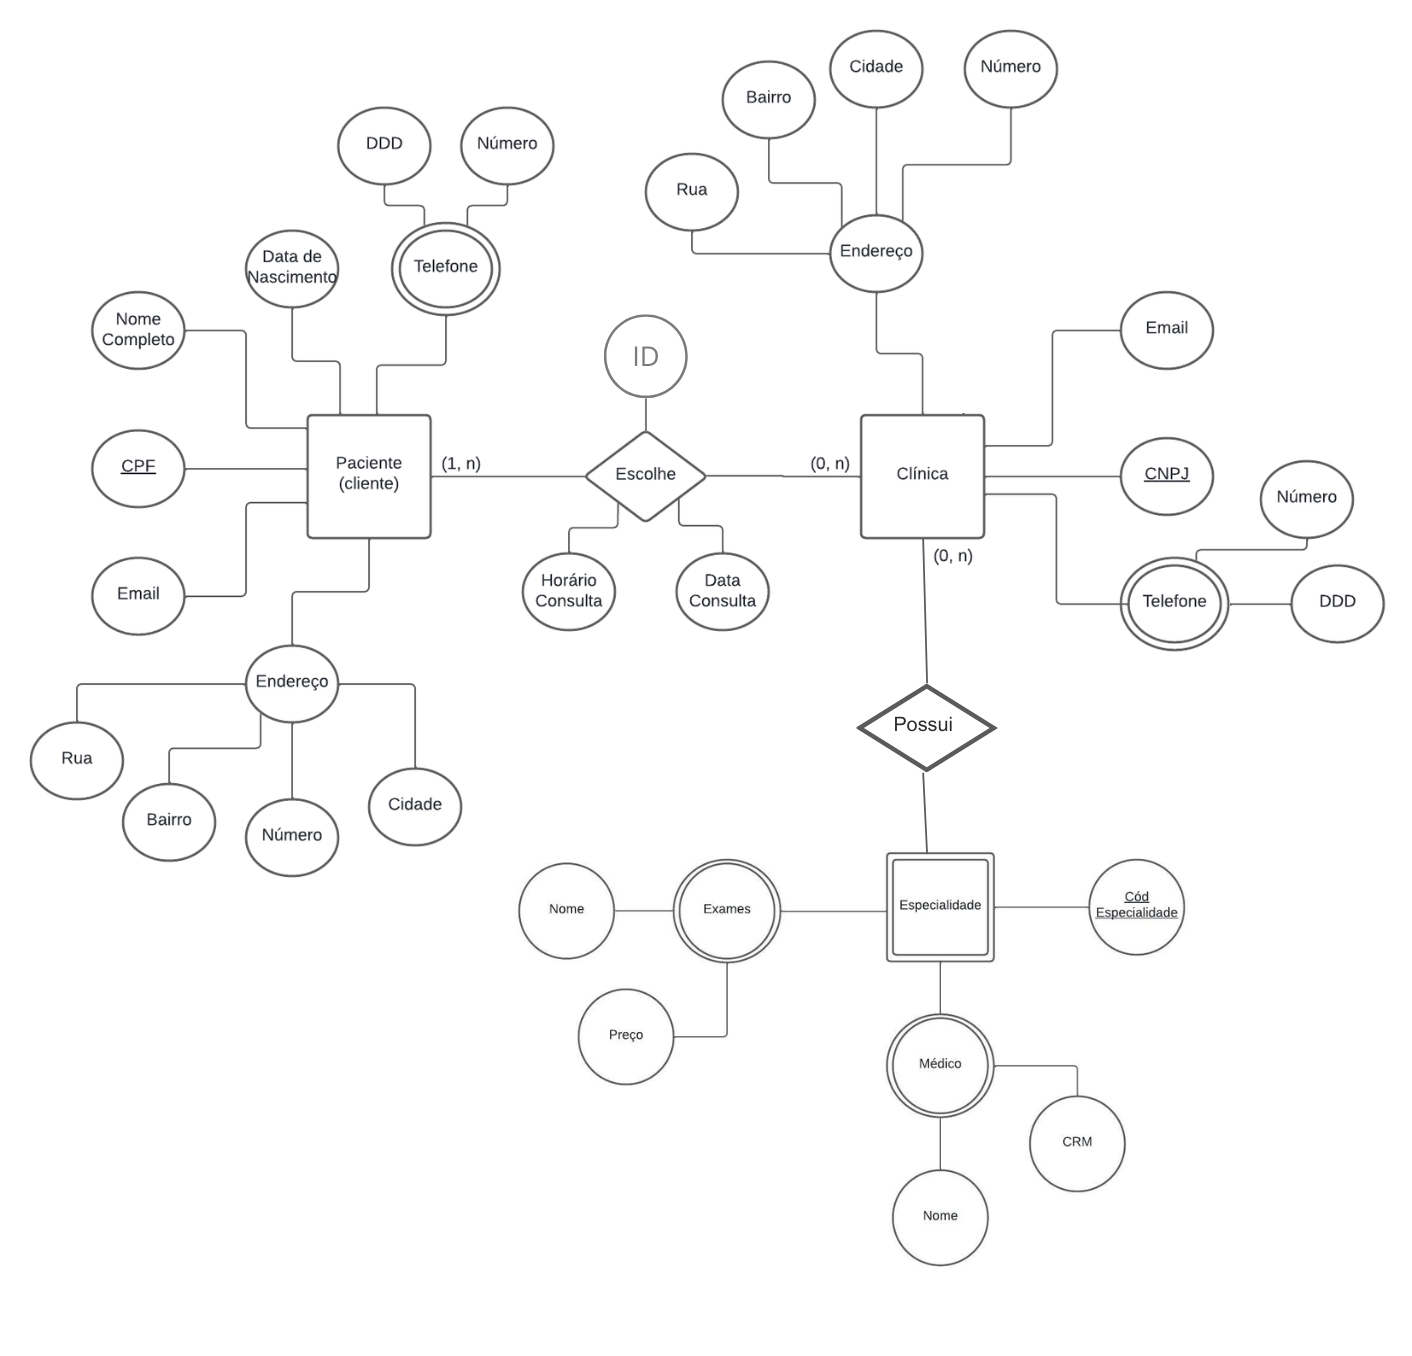 Cidade
Número
Bairro
DDD
Número
Rua
Endereço
Data de
Nascimento
Telefone
Nome
Completo
Email
ID
Paciente
(cliente)
(1, n)
Escolhe
(0, n)
Clínica
CPF
CNPJ
Número
Email
Horário
Consulta
Data
Consulta
(0, n)
Telefone
DDD
Endereço
Possui
Rua
Bairro
Número
Cidade
Nome
Exames
Especialidade
Cód
Especialidade
Preço
Médico
CRM
Nome